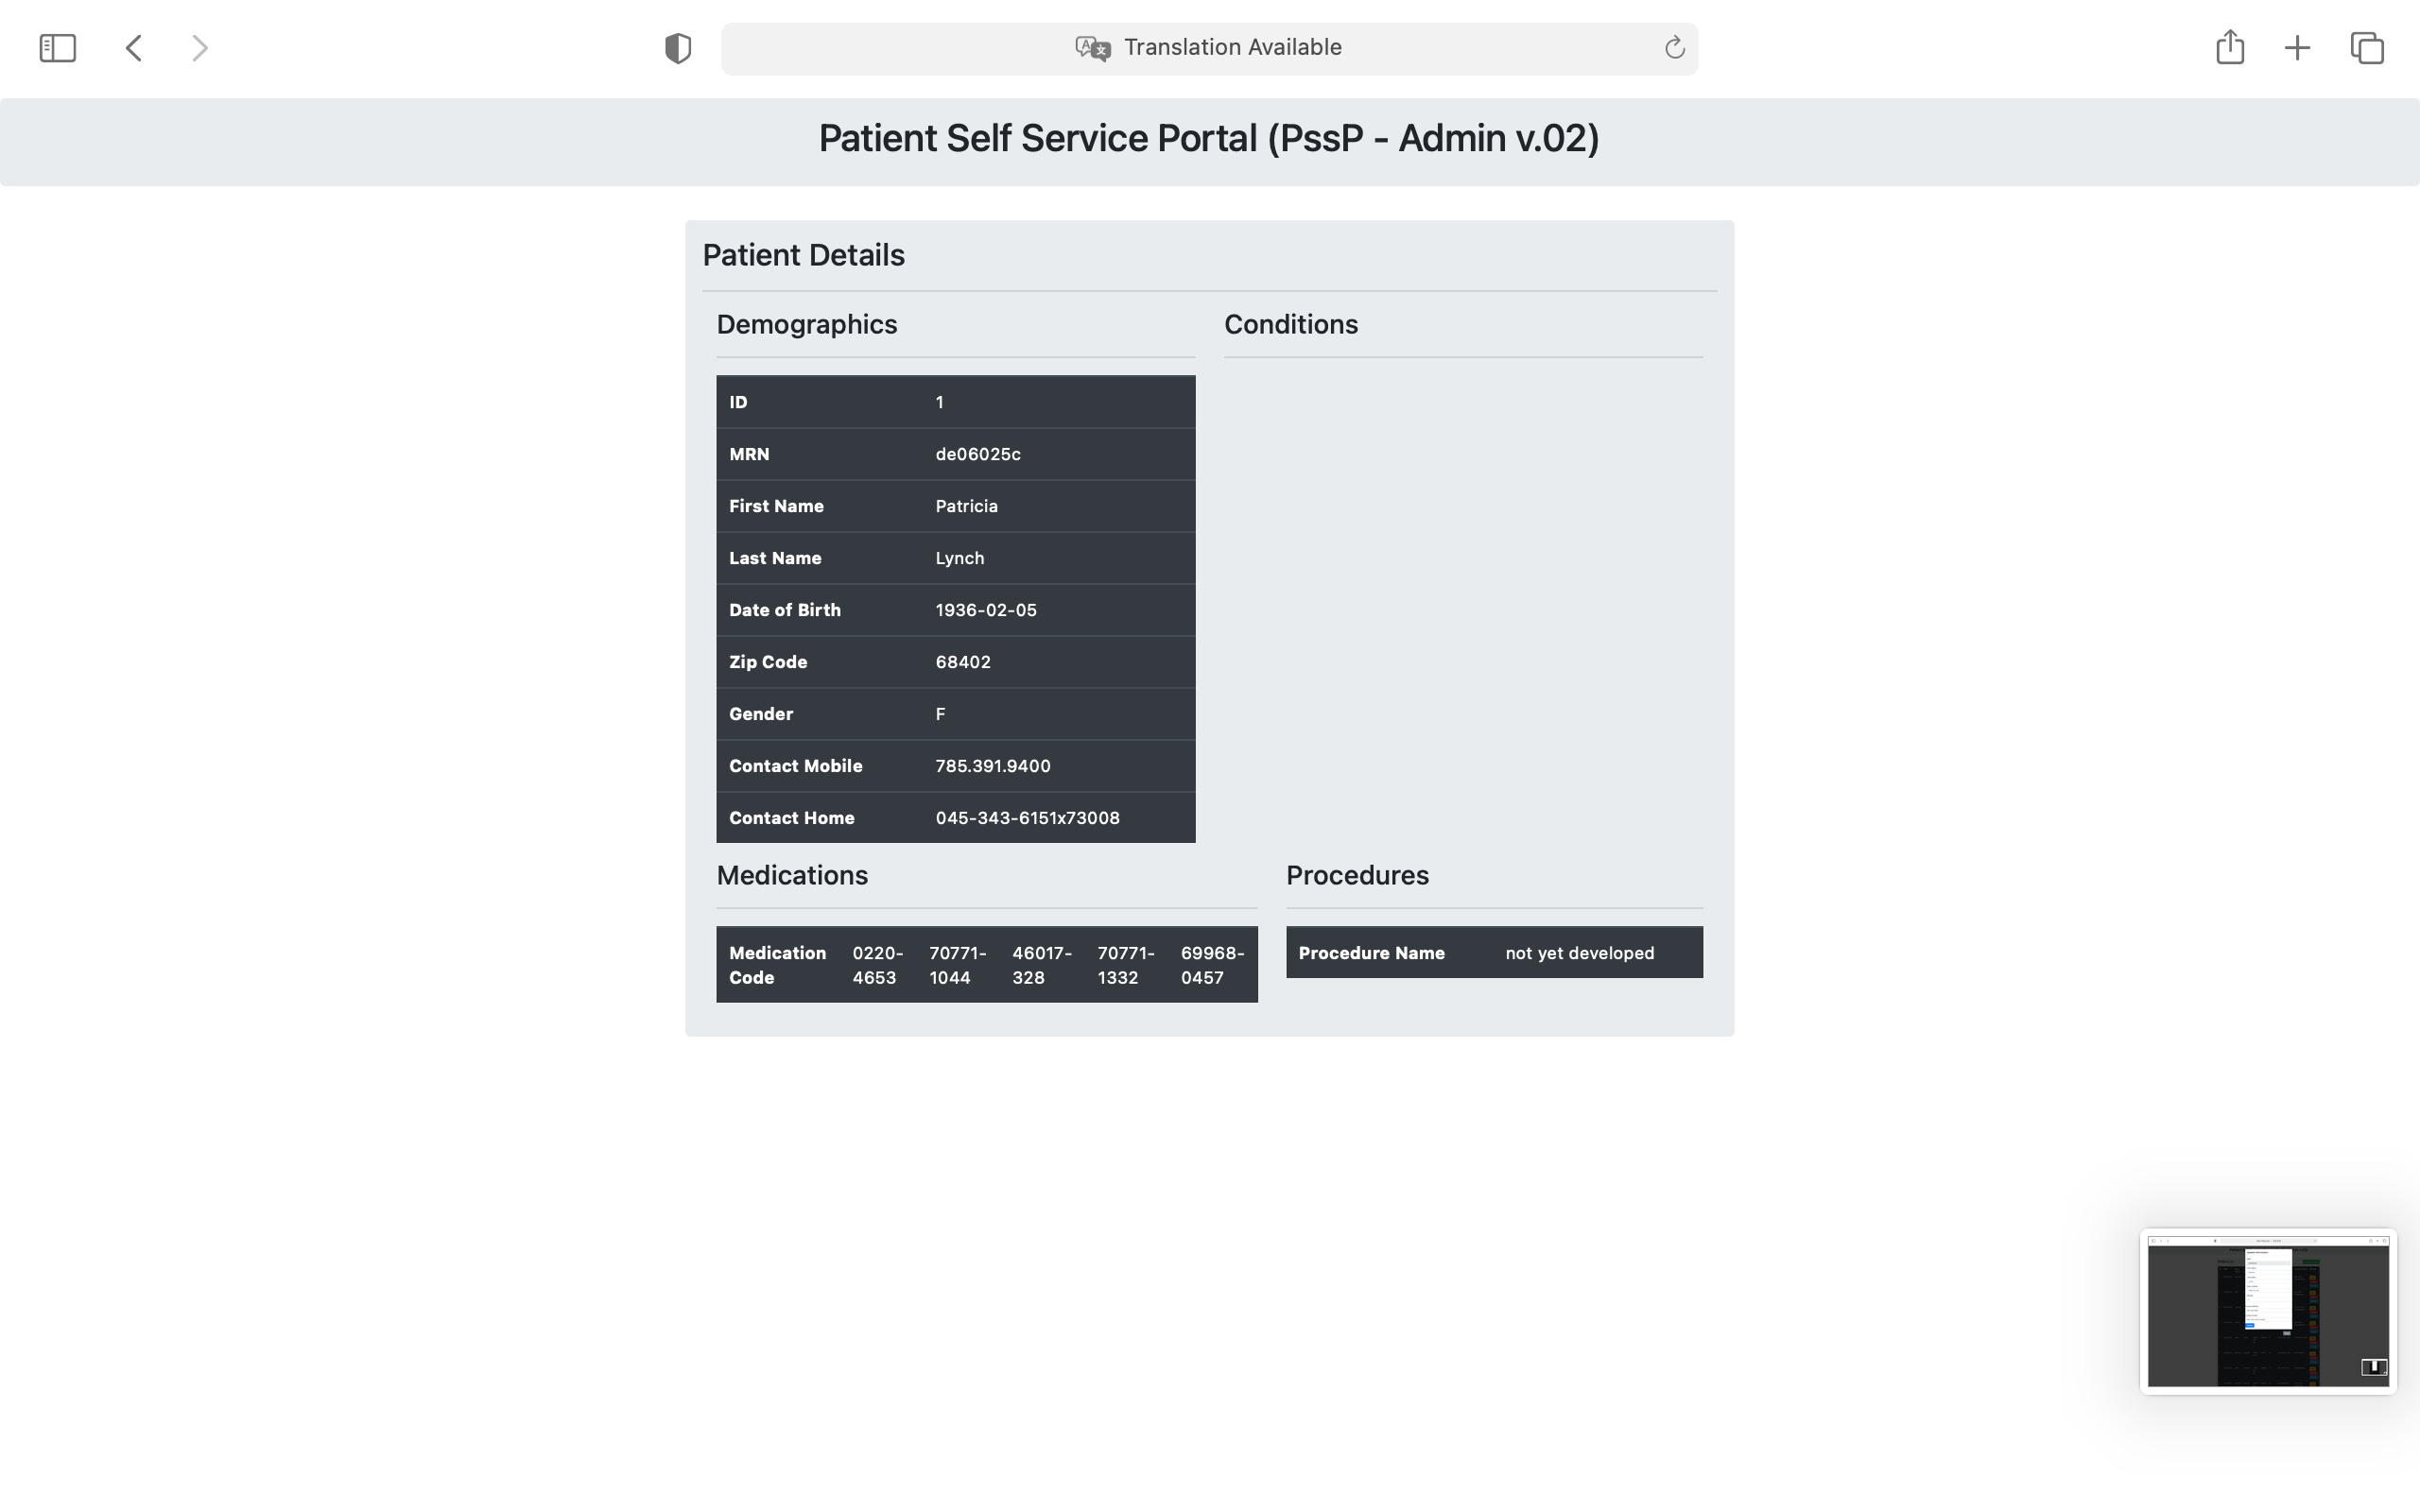 Translation Available
Patient Self Service Portal (PssP - Admin v.02)
Patient Details
Demographics
ID 1
MRN de06025c
First Name Patricia
Last Name Lynch
Date of Birth 1936-02-05
Zip Code 68402
Gender F
Contact Mobile 785.391.9400
Contact Home 045-343-6151x73008
Conditions
Medications
Medication 0220- 70771- 46017- 70771- 69968-
Code 4653 1044 328 1332 0457
Procedures
Procedure Name not yet developed